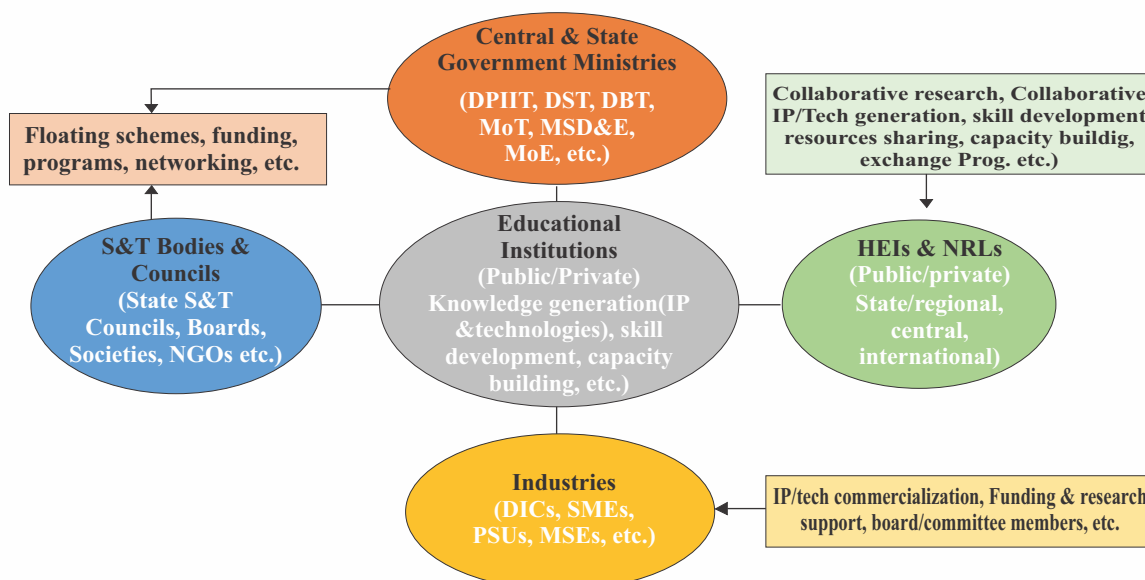 Central & State
Government Ministries
(DPIIT, DST, DBT,
MoT, MSD&E,
MoE, etc.)
Floating schemes, funding,
programs, networking, etc.
Collaborative research, Collaborative
IP/Tech generation, skill development,
resources sharing, capacity buildig,
exchange Prog. etc.)
S&T Bodies &
Councils
(State S&T
Councils, Boards,
Societies, NGOs etc.)
Educational
Institutions
(Public/Private)
Knowledge generation(IP
&technologies), skill
development, capacity
building, etc.)
HEIs & NRLs
(Public/private)
State/regional,
central,
international)
Industries
(DICs, SMEs,
PSUs, MSEs, etc.)
IP/tech commercialization, Funding & research
support, board/committee members, etc.